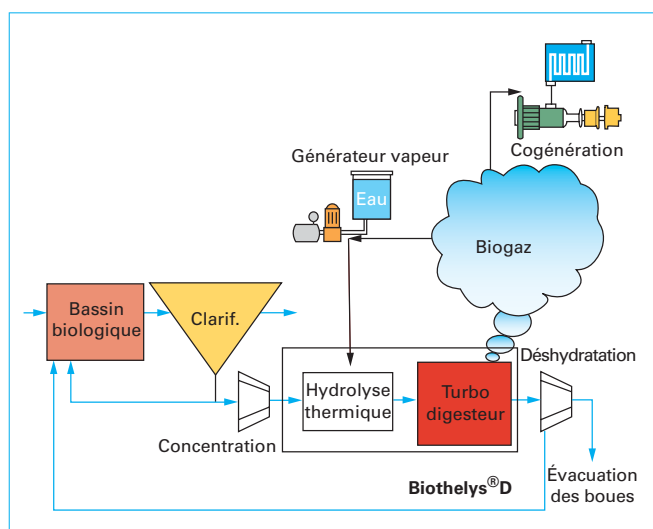 Cogénération
Générateur vapeur
Eau
Biogaz
Bassin
biologique
Clarif.
Déshydratation
Hydrolyse
thermique
Turbo
digesteur
Concentration
Biothelys®D
Évacuation
des boues